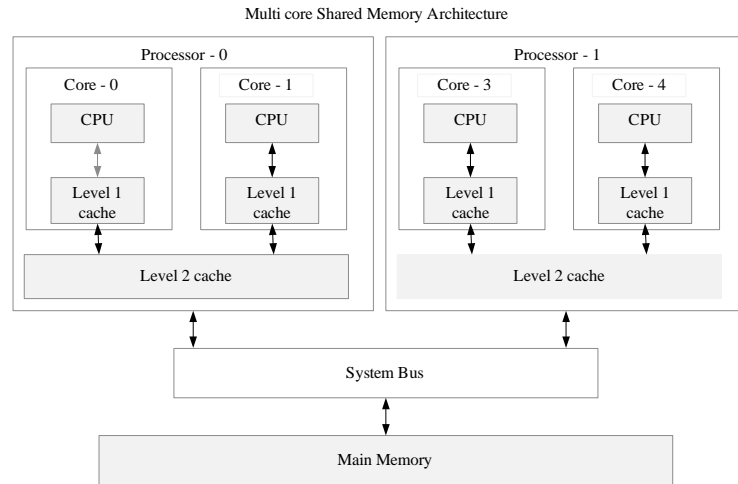 Multi core Shared Memory Architecture
Processor - 0
Processor - 1
Core - 0
Core - 1
Core - 3
Core - 4
CPU
CPU
CPU
CPU
Level 1
cache
Level 1
cache
Level 1
cache
Level 1
cache
Level 2 cache
Level 2 cache
System Bus
Main Memory